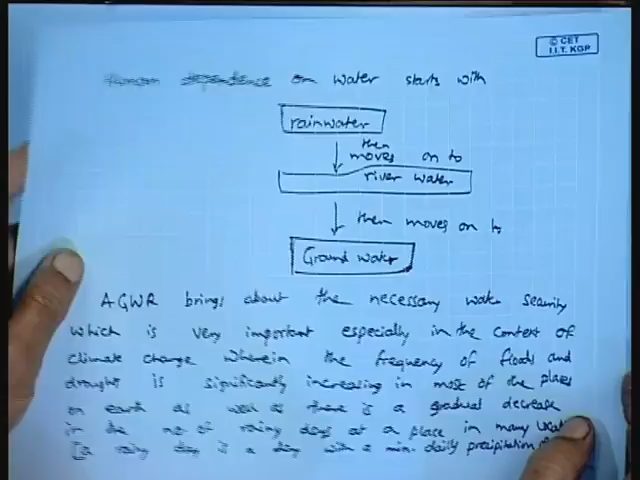 © CET
I.I.T. KGP
Human dependence on water starts with
rainwater
then
moves on to
river water
then moves on to
Ground water
AGWR brings about the necessary water security
which is very important especially in the context of
climate change wherein the frequency of floods and
droughts is significantly increasing in most of the places
on earth as well as there is a gradual decrease
in the no of rainy days at a place in many
[a rainy day is a day with a min. daily precipitation